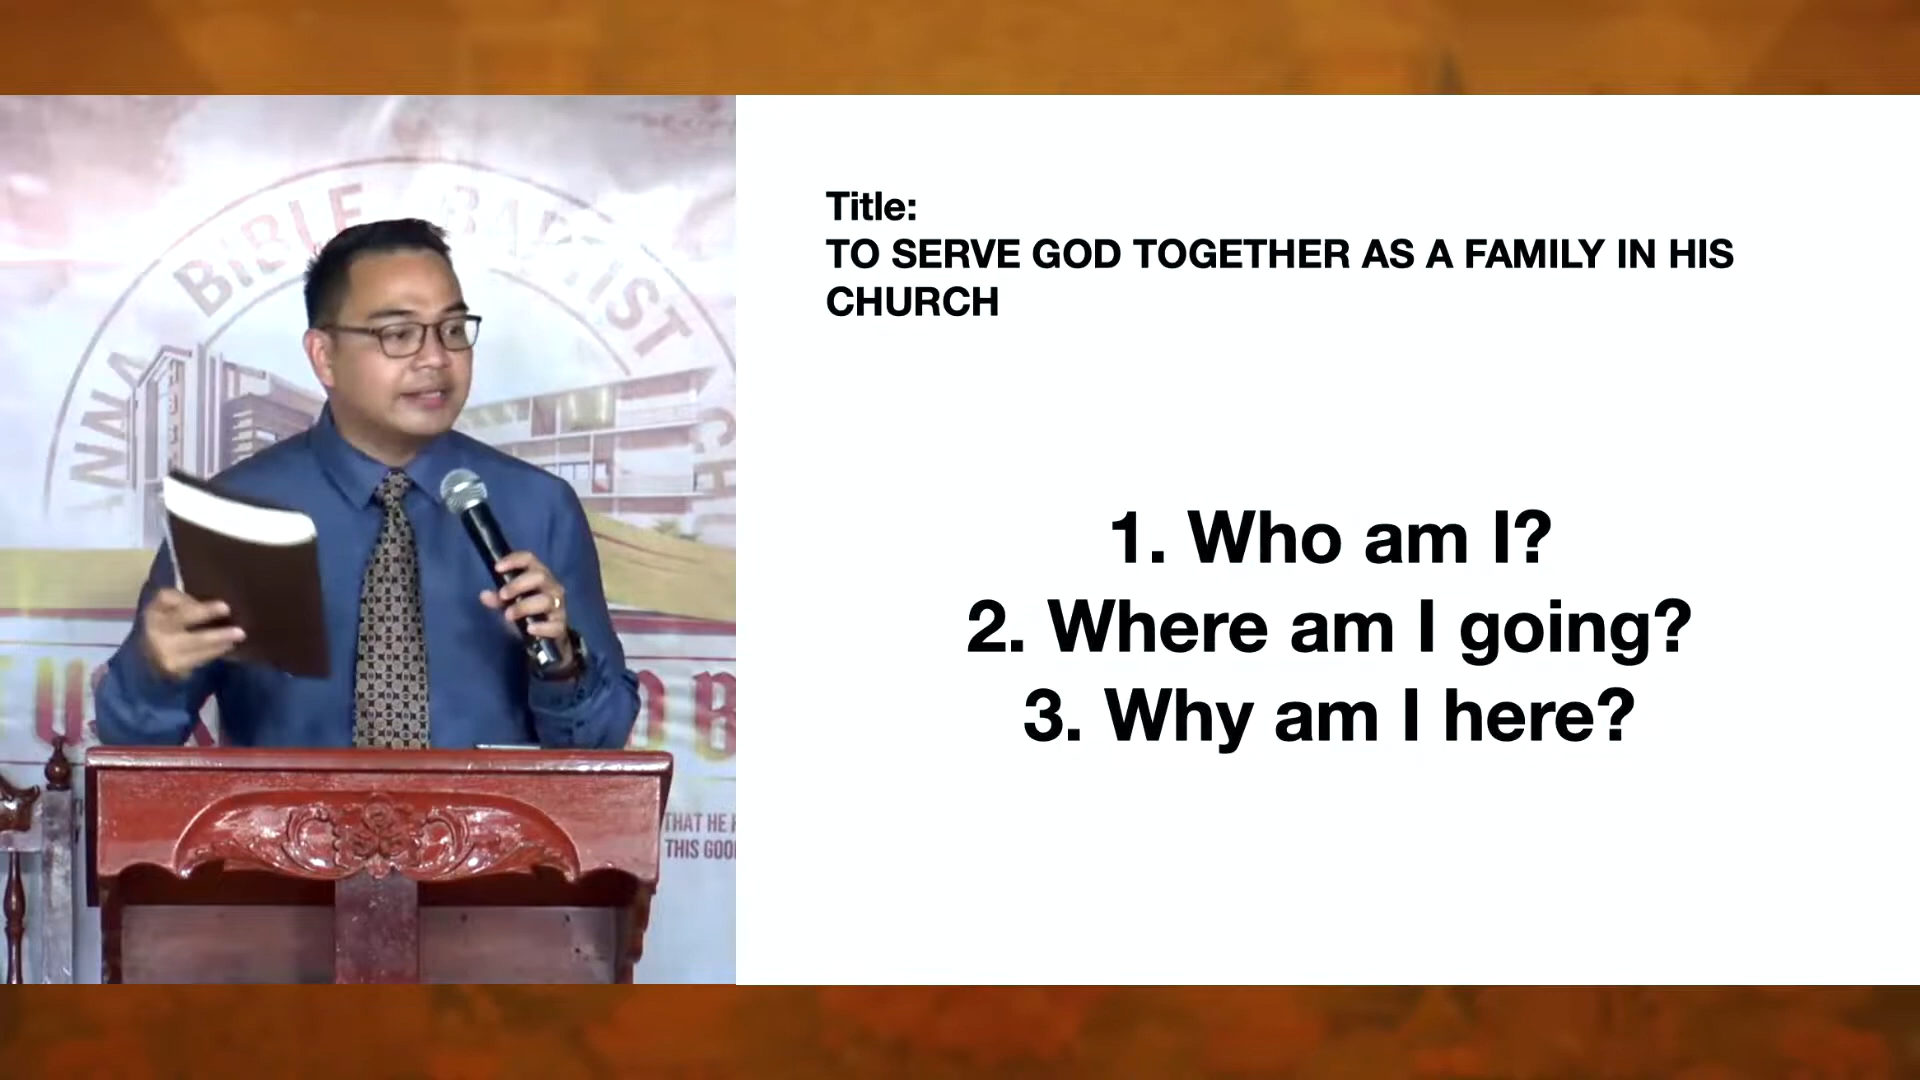 BIBLE BAPTIST
Title:
TO SERVE GOD TOGETHER AS A FAMILY IN HIS
CHURCH
1. Who am I?
2. Where am I going?
3. Why am I here?
THAT HE
THIS